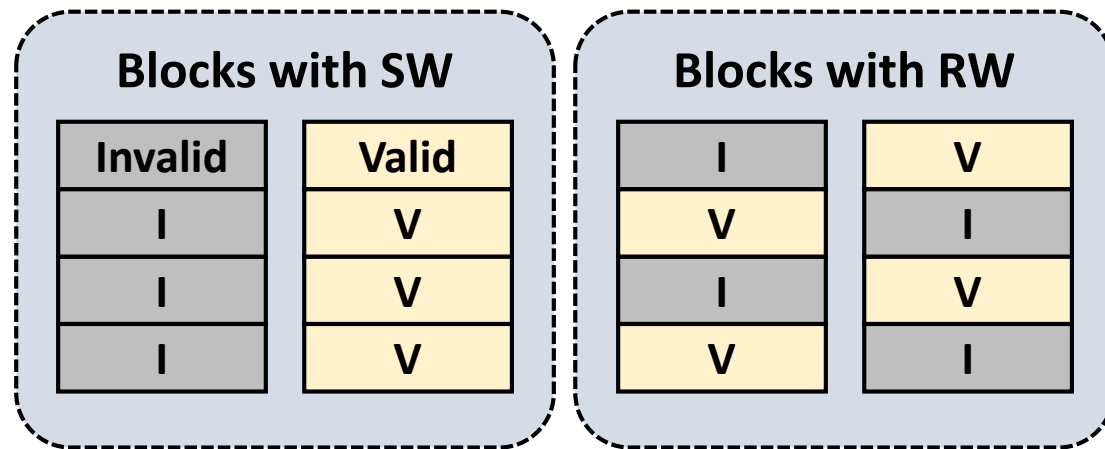 Blocks with SW
Invalid Valid
I V
I V
I V
Blocks with RW
I V
V I
I V
V I